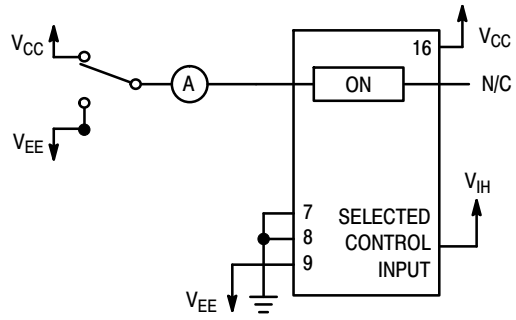 VCC
16
VCC
A
ON
N/C
VEE
VIH
7
SELECTED
8
CONTROL
9
INPUT
VEE